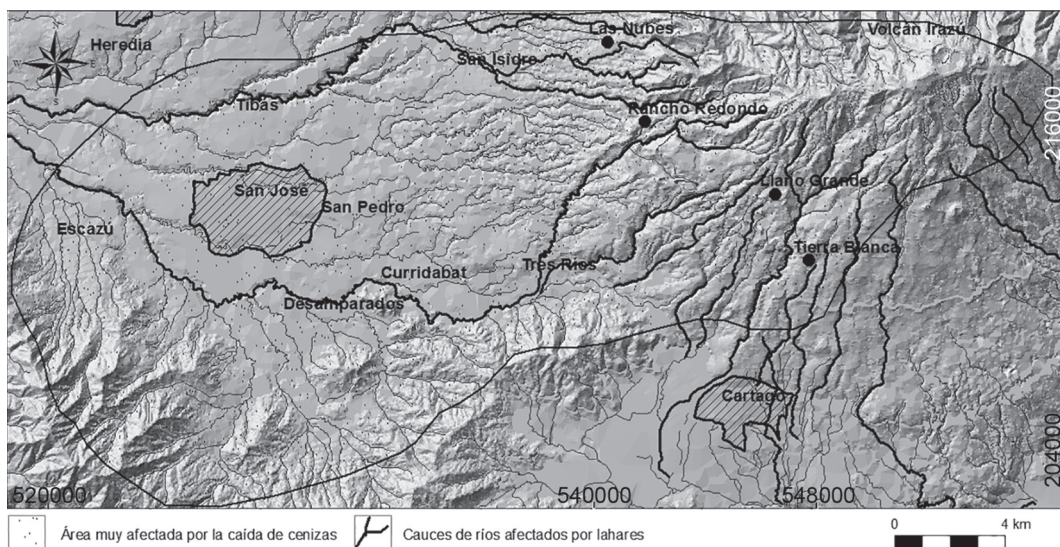 Las Nubes
Volcán Irazu
Heredia
San Isidro
N
W
E
S
Tibás
Rancho Redondo
216000
San José
Llano Grande
San Pedro
Escazú
Tierra Blanca
Tres Ríos
Curridabat
Desamparados
Cartago
204000
520000
540000
548000
0
4 km
Área muy afectada por la caída de cenizas
Cauces de ríos afectados por lahares